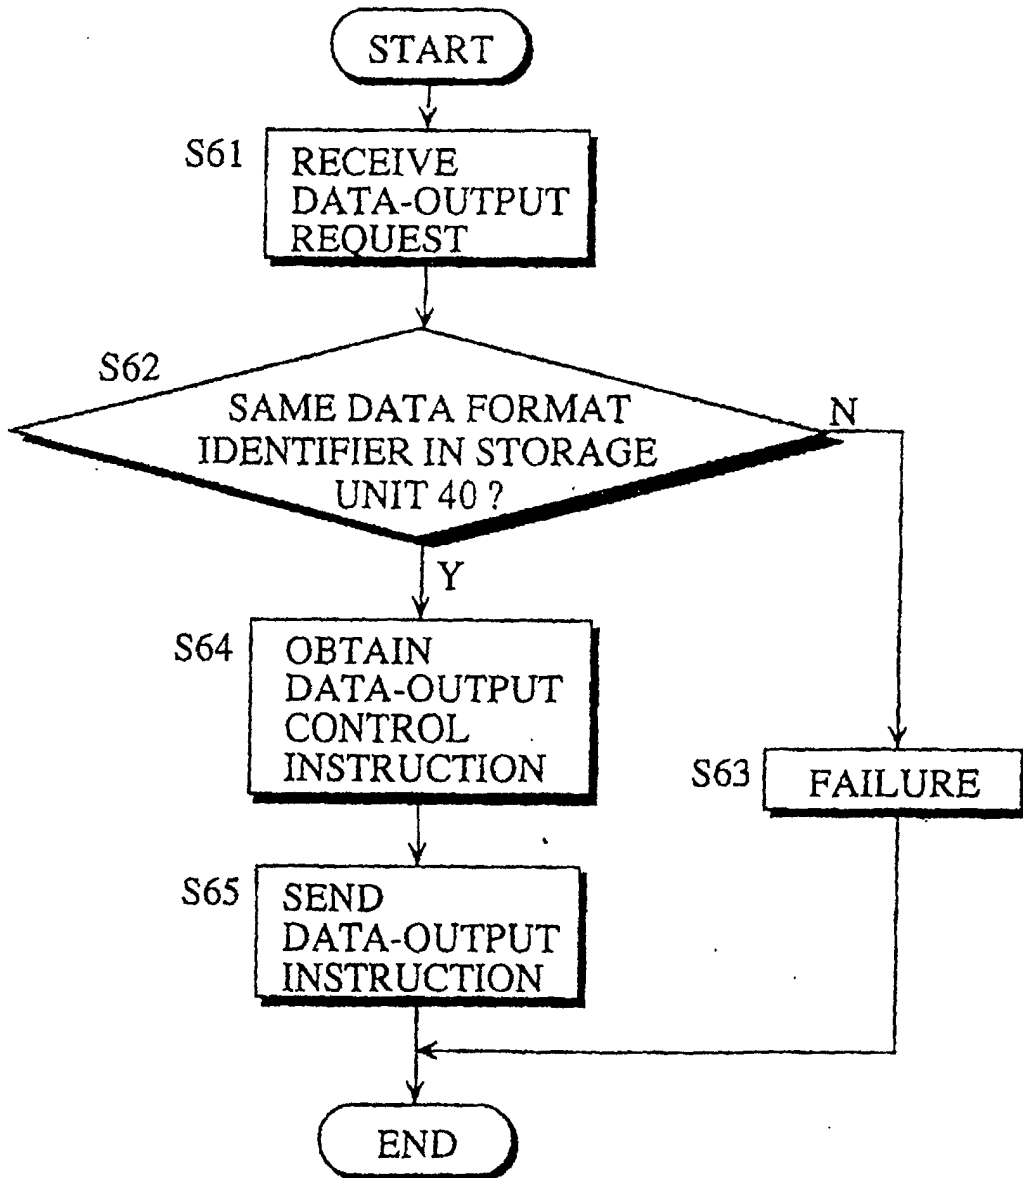 START
S61
RECEIVE
DATA-OUTPUT
REQUEST
S62
SAME DATA FORMAT
IDENTIFIER IN STORAGE
UNIT 40 ?
N
Y
S64
OBTAIN
DATA-OUTPUT
CONTROL
INSTRUCTION
S63
FAILURE
S65
SEND
DATA-OUTPUT
INSTRUCTION
END